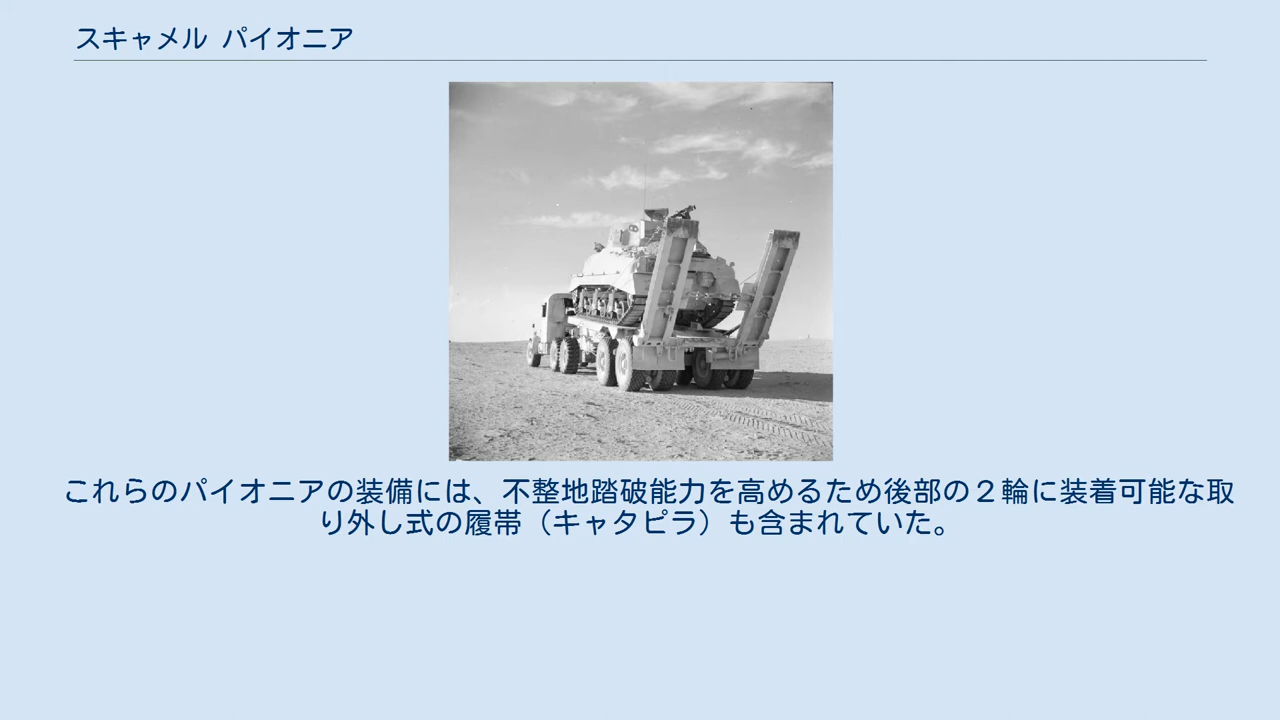 スキャメル パイオニア
これらのパイオニアの装備には、不整地踏破能力を高めるため後部の２輪に装着可能な取
り外し式の履帯（キャタピラ）も含まれていた。